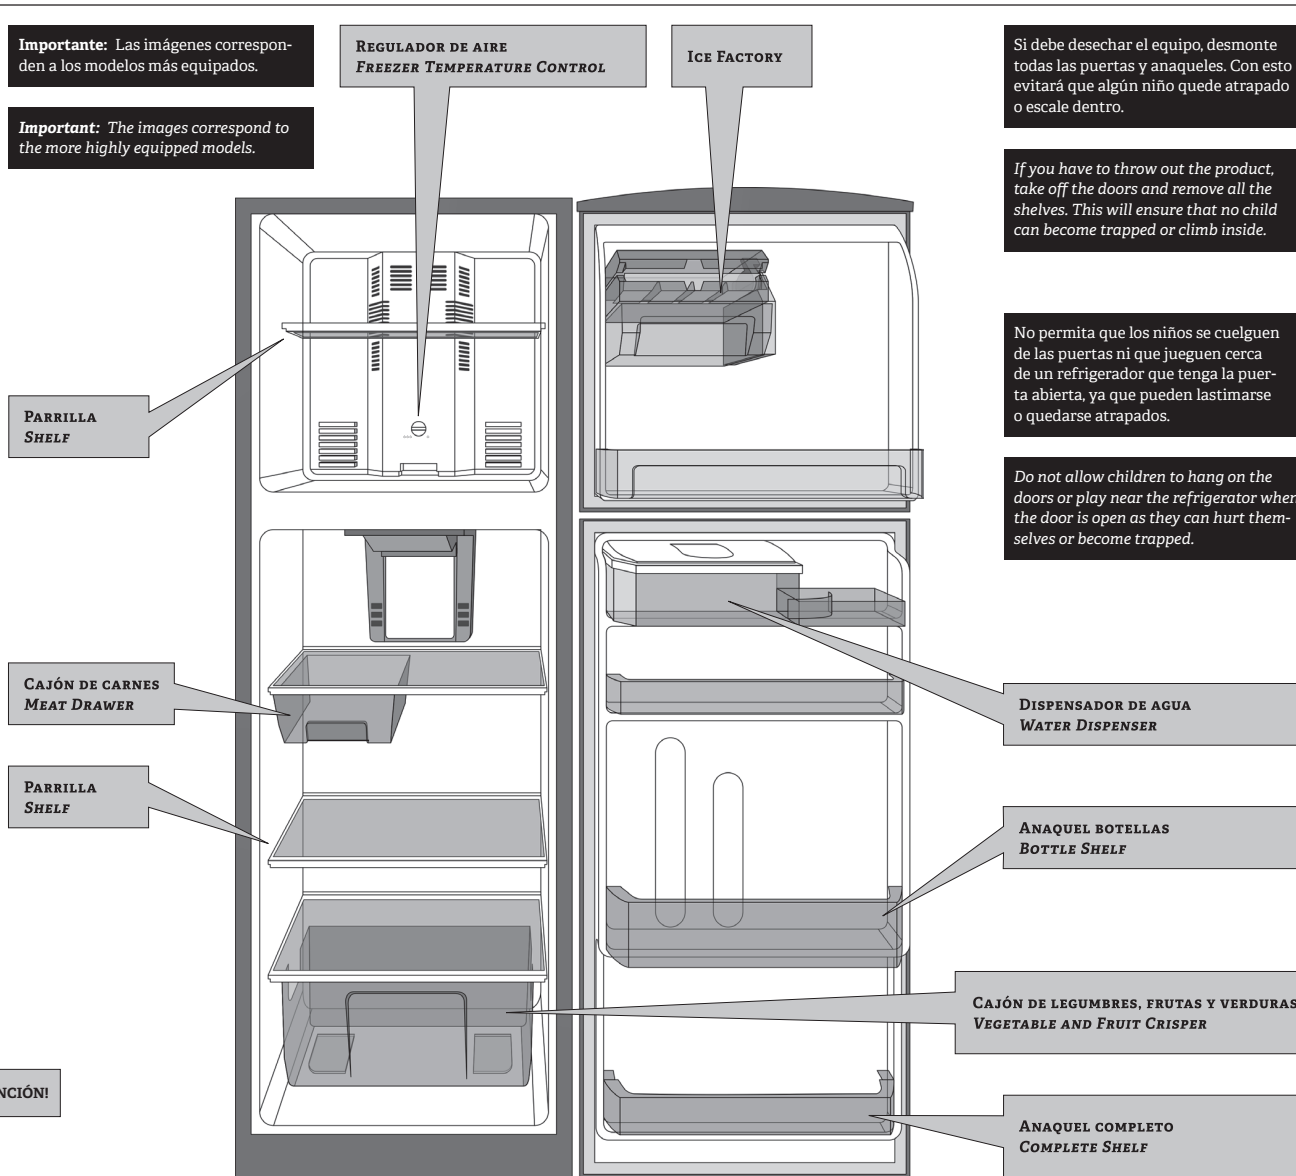 Importante: Las imágenes correspon-
den a los modelos más equipados.
Important: The images correspond to
the more highly equipped models.
Regulador de aire
Freezer Temperature Control
Ice Factory
Si debe desechar el equipo, desmonte
todas las puertas y anaqueles. Con esto
evitará que algún niño quede atrapado
o escale dentro.
If you have to throw out the product,
take off the doors and remove all the
shelves. This will ensure that no child
can become trapped or climb inside.
No permita que los niños se cuelguen
de las puertas ni que jueguen cerca
de un refrigerador que tenga la puer-
ta abierta, ya que pueden lastimarse
o quedarse atrapados.
Do not allow children to hang on the
doors or play near the refrigerator when
the door is open as they can hurt them-
selves or become trapped.
Parrilla
Shelf
Cajón de carnes
Meat Drawer
Parrilla
Shelf
Dispensador de agua
Water Dispenser
Anaquel botellas
Bottle Shelf
Cajón de legumbres, frutas y verduras
Vegetable and Fruit Crisper
NCIÓN!
Anaquel completo
Complete Shelf